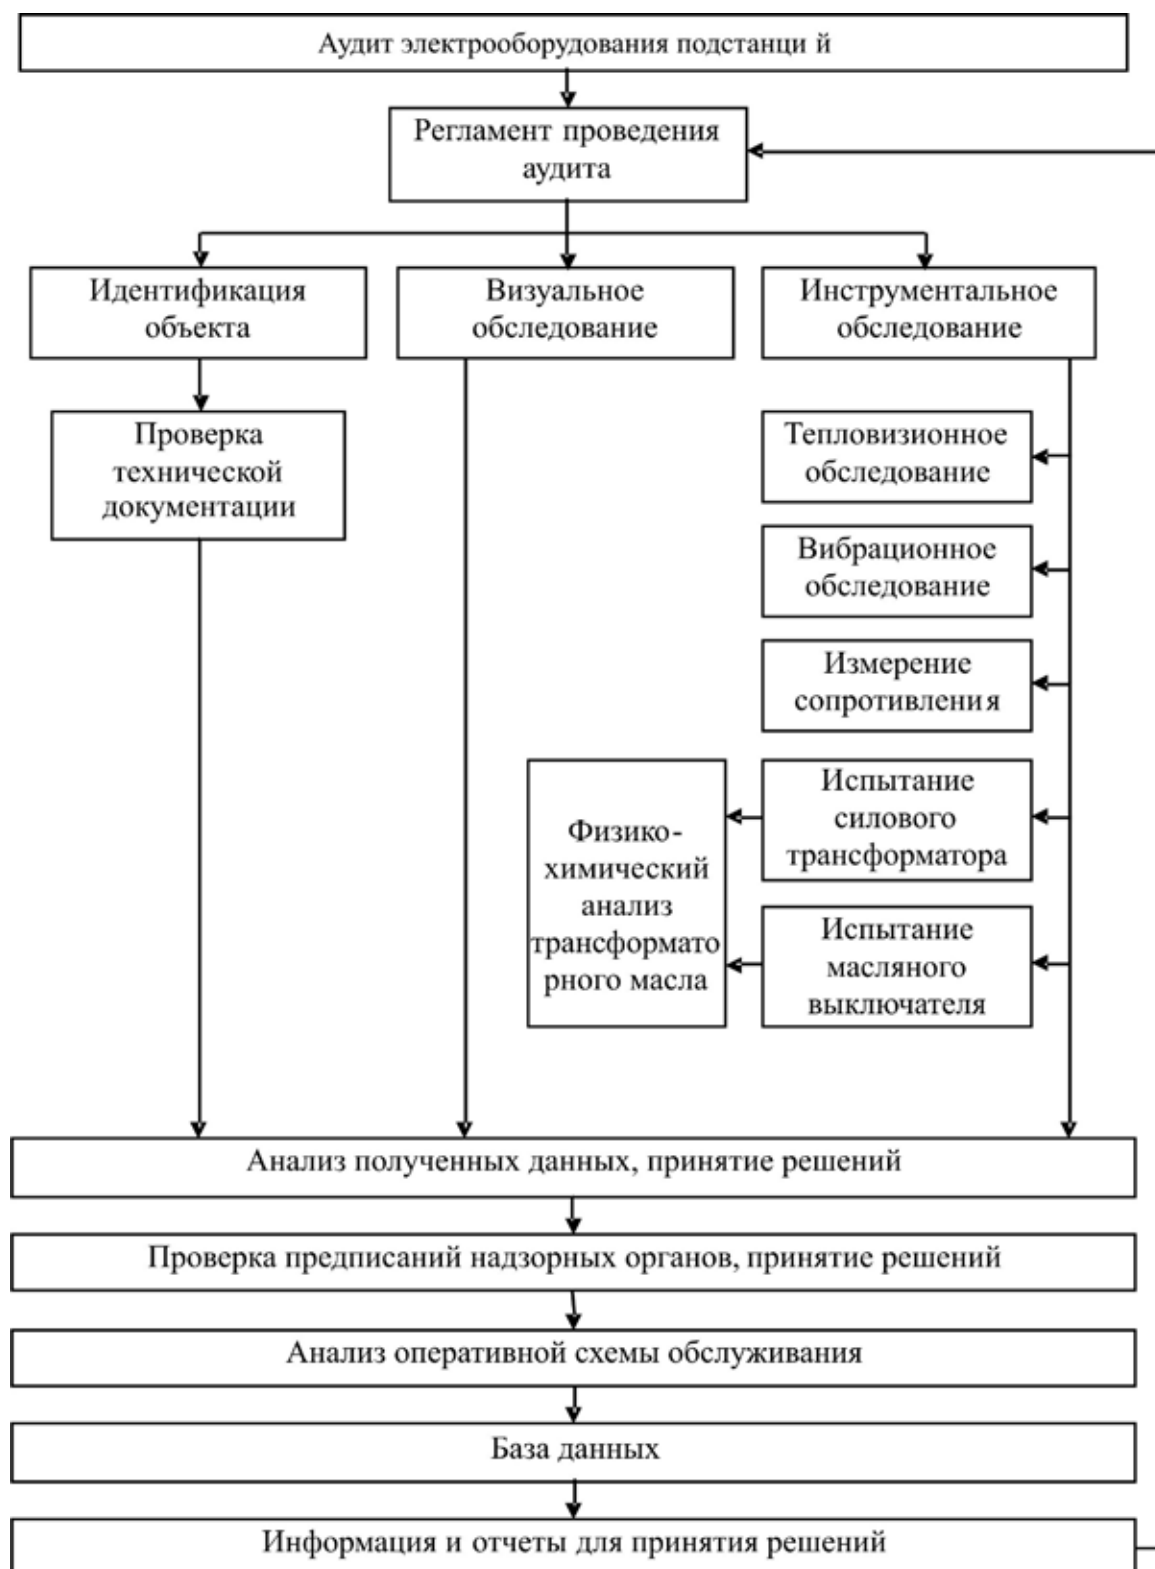 Аудит электрооборудования подстанци й
Регламент проведения
аудита
Идентификация
объекта
Визуальное
обследование
Инструментальное
обследование
Проверка
технической
документации
Тепловизионное
обследование
Вибрационное
обследование
Измерение
сопротивления
Физико-
химический
анализ
трансформато
рного масла
Испытание
силового
трансформатора
Испытание
масляного
выключателя
Анализ полученных данных, принятие решений
Проверка предписаний надзорных органов, принятие решений
Анализ оперативной схемы обслуживания
База данных
Информация и отчеты для принятия решений